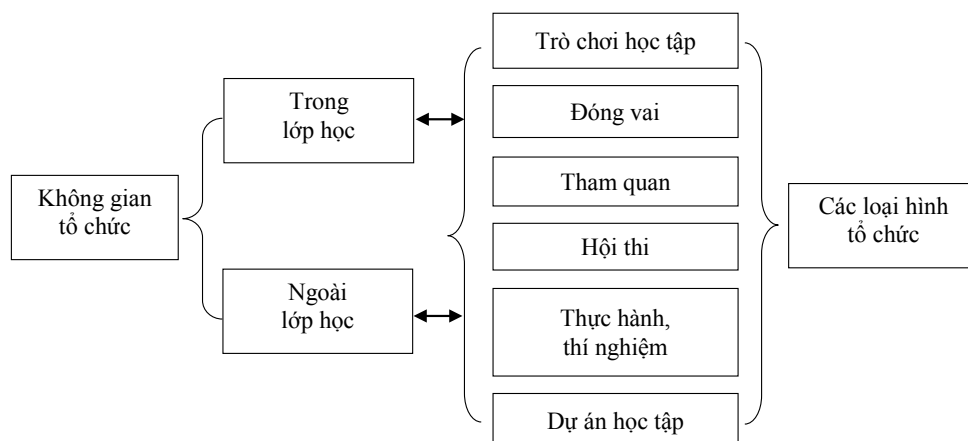 Không gian
tổ chức
Trong
lớp học
Ngoài
lớp học
Trò chơi học tập
Đóng vai
Tham quan
Hội thi
Thực hành,
thí nghiệm
Dự án học tập
Các loại hình
tổ chức